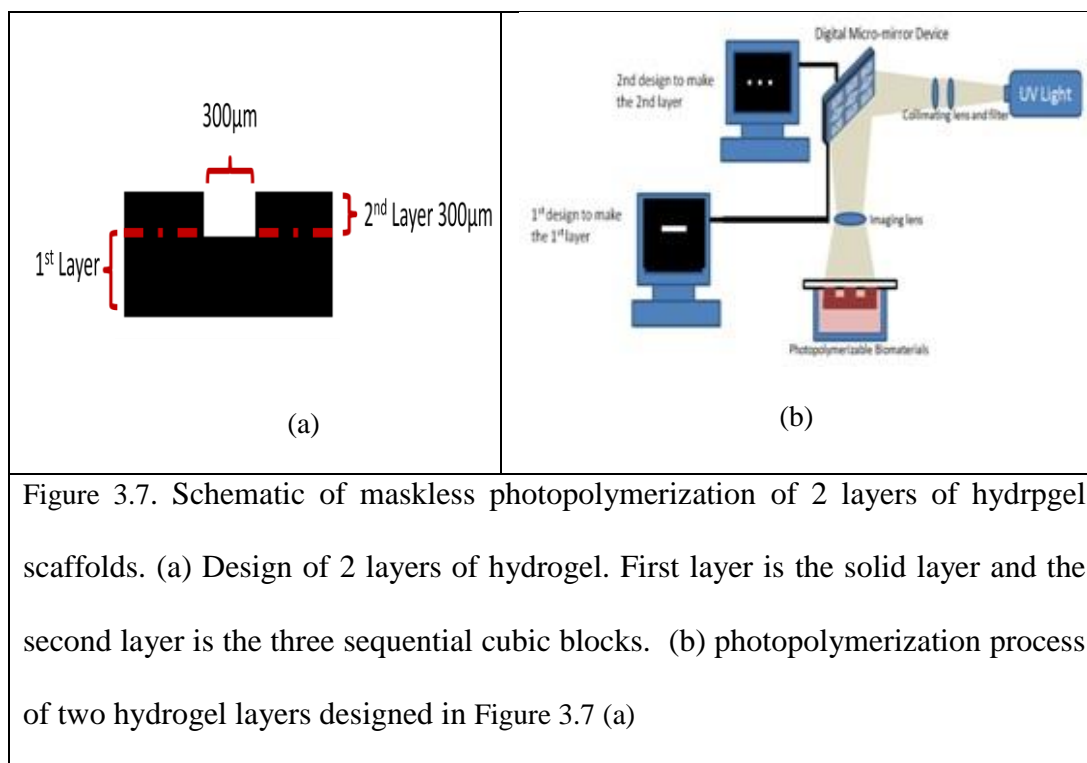 300μm
2nd Layer 300μm
1st Layer
(a)
Digital Micro-mirror Device
2nd design to make
the 2nd layer
UV Light
Collimating lens and filter
1st design to make
the 1st layer
Imaging lens
Photopolymerizable Biomaterials
(b)
Figure 3.7. Schematic of maskless photopolymerization of 2 layers of hydrpgel
scaffolds. (a) Design of 2 layers of hydrogel. First layer is the solid layer and the
second layer is the three sequential cubic blocks. (b) photopolymerization process
of two hydrogel layers designed in Figure 3.7 (a)